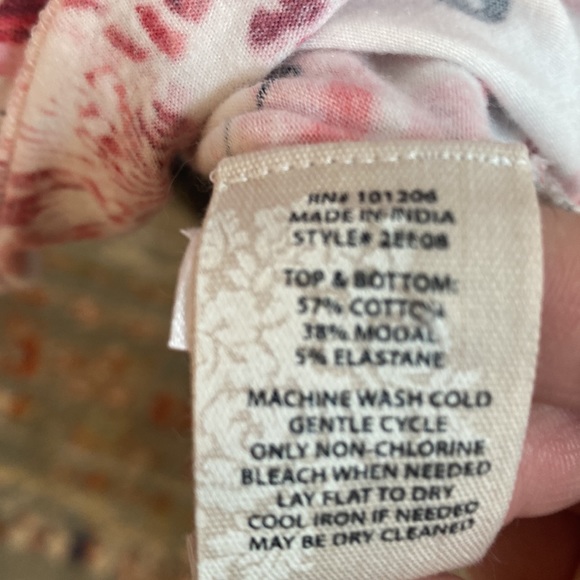 JIN# 101206
MADE IN INDIA
STYLE#
TOP & BOTTOM:
57% COTTON
38% MODAL
5% ELASTANE
MACHINE WASH COLD
GENTLE CYCLE
ONLY NON-CHLORINE
BLEACH WHEN NEEDED
LAY FLAT TO DRY
COOL IRON IF NEEDED
MAY BE DRY CLEANED